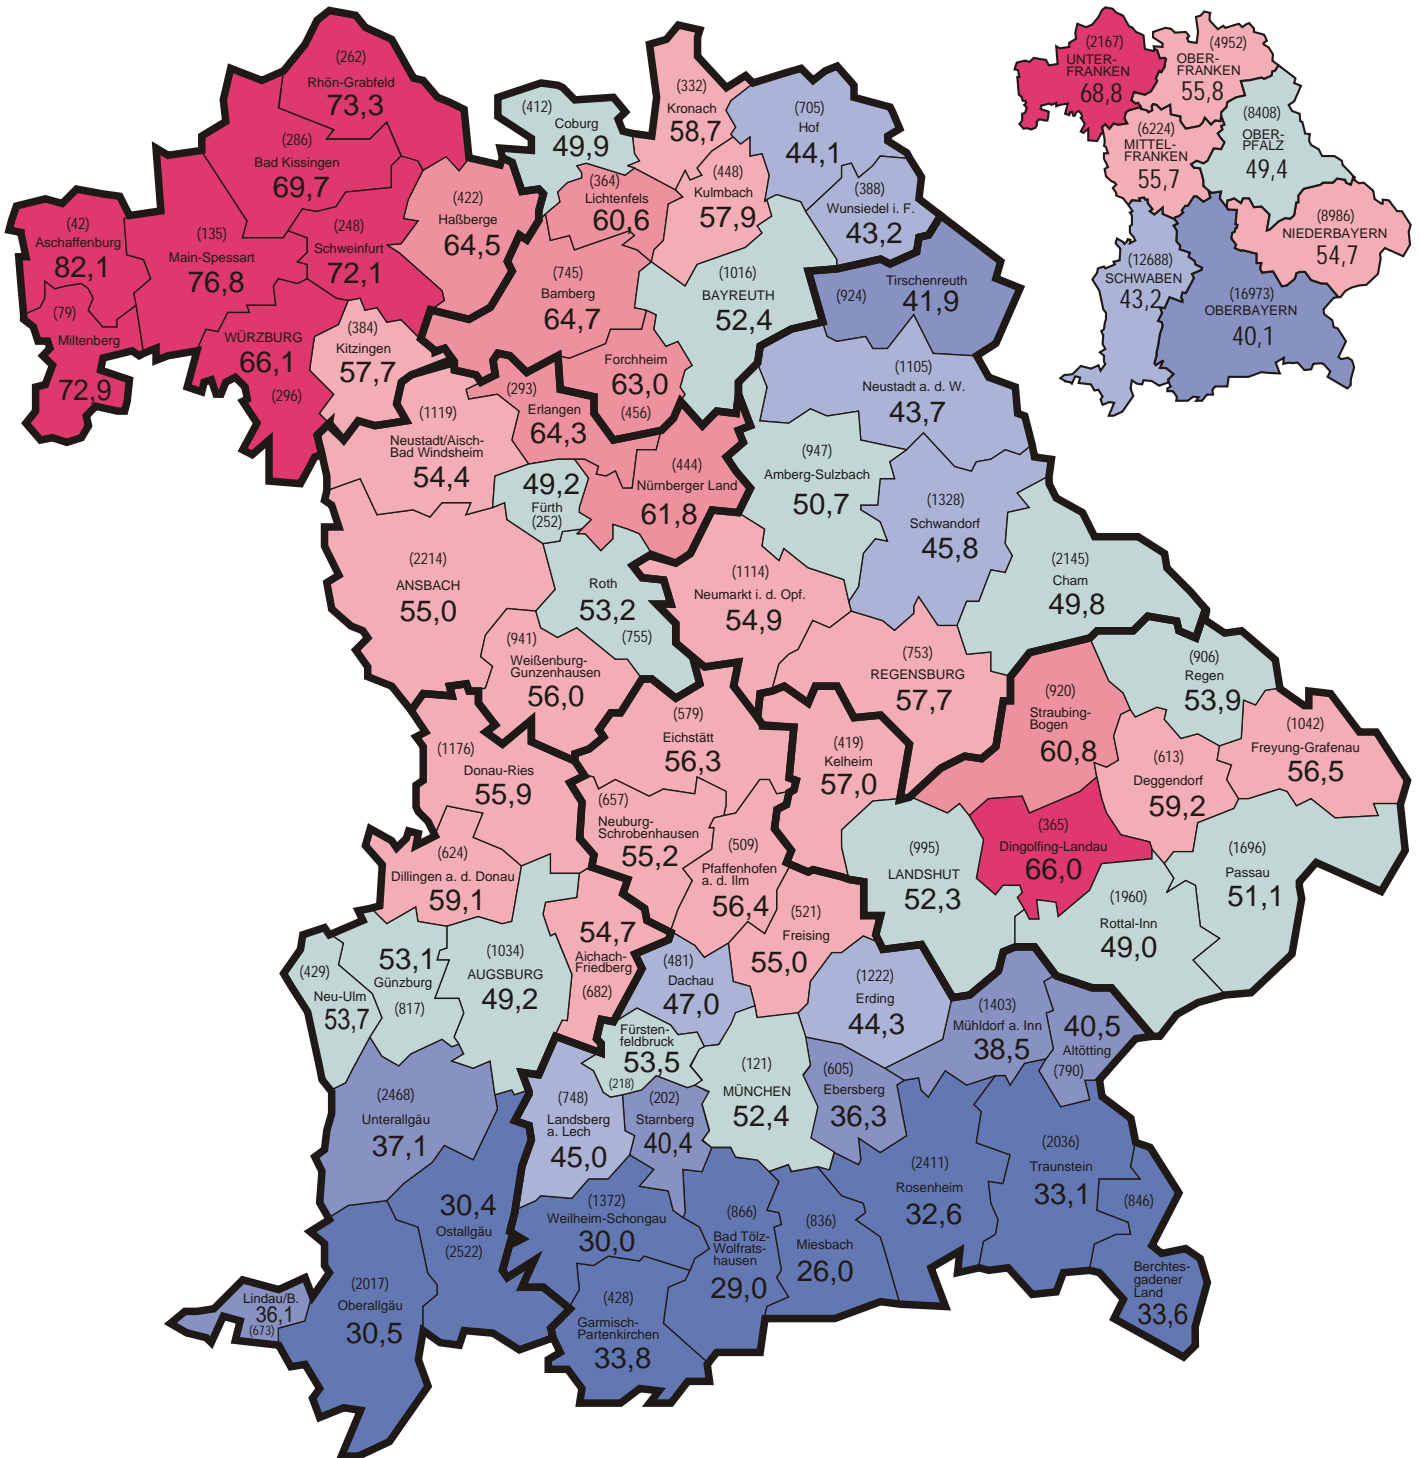 (262)
Rhön-Grabfeld
73,3
(286)
Bad Kissingen
69,7
(42)
Aschaffenburg
82,1
(79)
Miltenberg
72,9
(135)
Main-Spessart
76,8
(248)
Schweinfurt
72,1
(422)
Haßberge
64,5
WÜRZBURG
66,1
(296)
(384)
Kitzingen
57,7
(412)
Coburg
49,9
(332)
Kronach
58,7
(364)
Lichtenfels
60,6
(448)
Kulmbach
57,9
(705)
Hof
44,1
(388)
Wunsiedel i. F.
43,2
(745)
Bamberg
64,7
(1016)
BAYREUTH
52,4
Forchheim
63,0
(456)
Tirschenreuth
(924)
41,9
(1105)
Neustadt a. d. W.
43,7
(1119)
Neustadt/Aisch-
Bad Windsheim
54,4
(293)
Erlangen
64,3
49,2
Fürth
(252)
(444)
Nürnberger Land
61,8
(947)
Amberg-Sulzbach
50,7
(1328)
Schwandorf
45,8
(2145)
Cham
49,8
(2214)
ANSBACH
55,0
Roth
53,2
(755)
(941)
Weißenburg-
Gunzenhausen
56,0
(1114)
Neumarkt i. d. Opf.
54,9
(753)
REGENSBURG
57,7
(906)
Regen
53,9
(920)
Straubing-
Bogen
60,8
(613)
Deggendorf
59,2
(1042)
Freyung-Grafenau
56,5
(1176)
Donau-Ries
55,9
(579)
Eichstätt
56,3
(419)
Kelheim
57,0
(657)
Neuburg-
Schrobenhausen
55,2
(509)
Pfaffenhofen
a. d. Ilm
56,4
(365)
Dingolfing-Landau
66,0
(995)
LANDSHUT
52,3
(1696)
Passau
51,1
(1960)
Rottal-Inn
49,0
(624)
Dillingen a. d. Donau
59,1
(429)
Neu-Ulm
53,7
53,1
Günzburg
(817)
(1034)
AUGSBURG
49,2
54,7
Aichach-
Friedberg
(682)
(521)
Freising
55,0
(481)
Dachau
47,0
(1222)
Erding
44,3
(1403)
Mühldorf a. Inn
38,5
40,5
Altötting
(790)
Fürsten-
feldbruck
53,5
(218)
(121)
MÜNCHEN
52,4
(605)
Ebersberg
36,3
(2468)
Unterallgäu
37,1
(748)
Landsberg
a. Lech
45,0
(202)
Starnberg
40,4
(2411)
Rosenheim
32,6
(2036)
Traunstein
33,1
(846)
Berchtes-
gadener
Land
33,6
30,4
Ostallgäu
(2522)
(1372)
Weilheim-Schongau
30,0
(866)
Bad Tölz-
Wolfrats-
hausen
29,0
(836)
Miesbach
26,0
Lindau/B.
36,1
(673)
(2017)
Oberallgäu
30,5
(428)
Garmisch-
Partenkirchen
33,8
(2167)
UNTER-
FRANKEN
68,8
(4952)
OBER-
FRANKEN
55,8
(6224)
MITTEL-
FRANKEN
55,7
(8408)
OBER-
PFALZ
49,4
(8986)
NIEDERBAYERN
54,7
(12688)
SCHWABEN
43,2
(16973)
OBERBAYERN
40,1